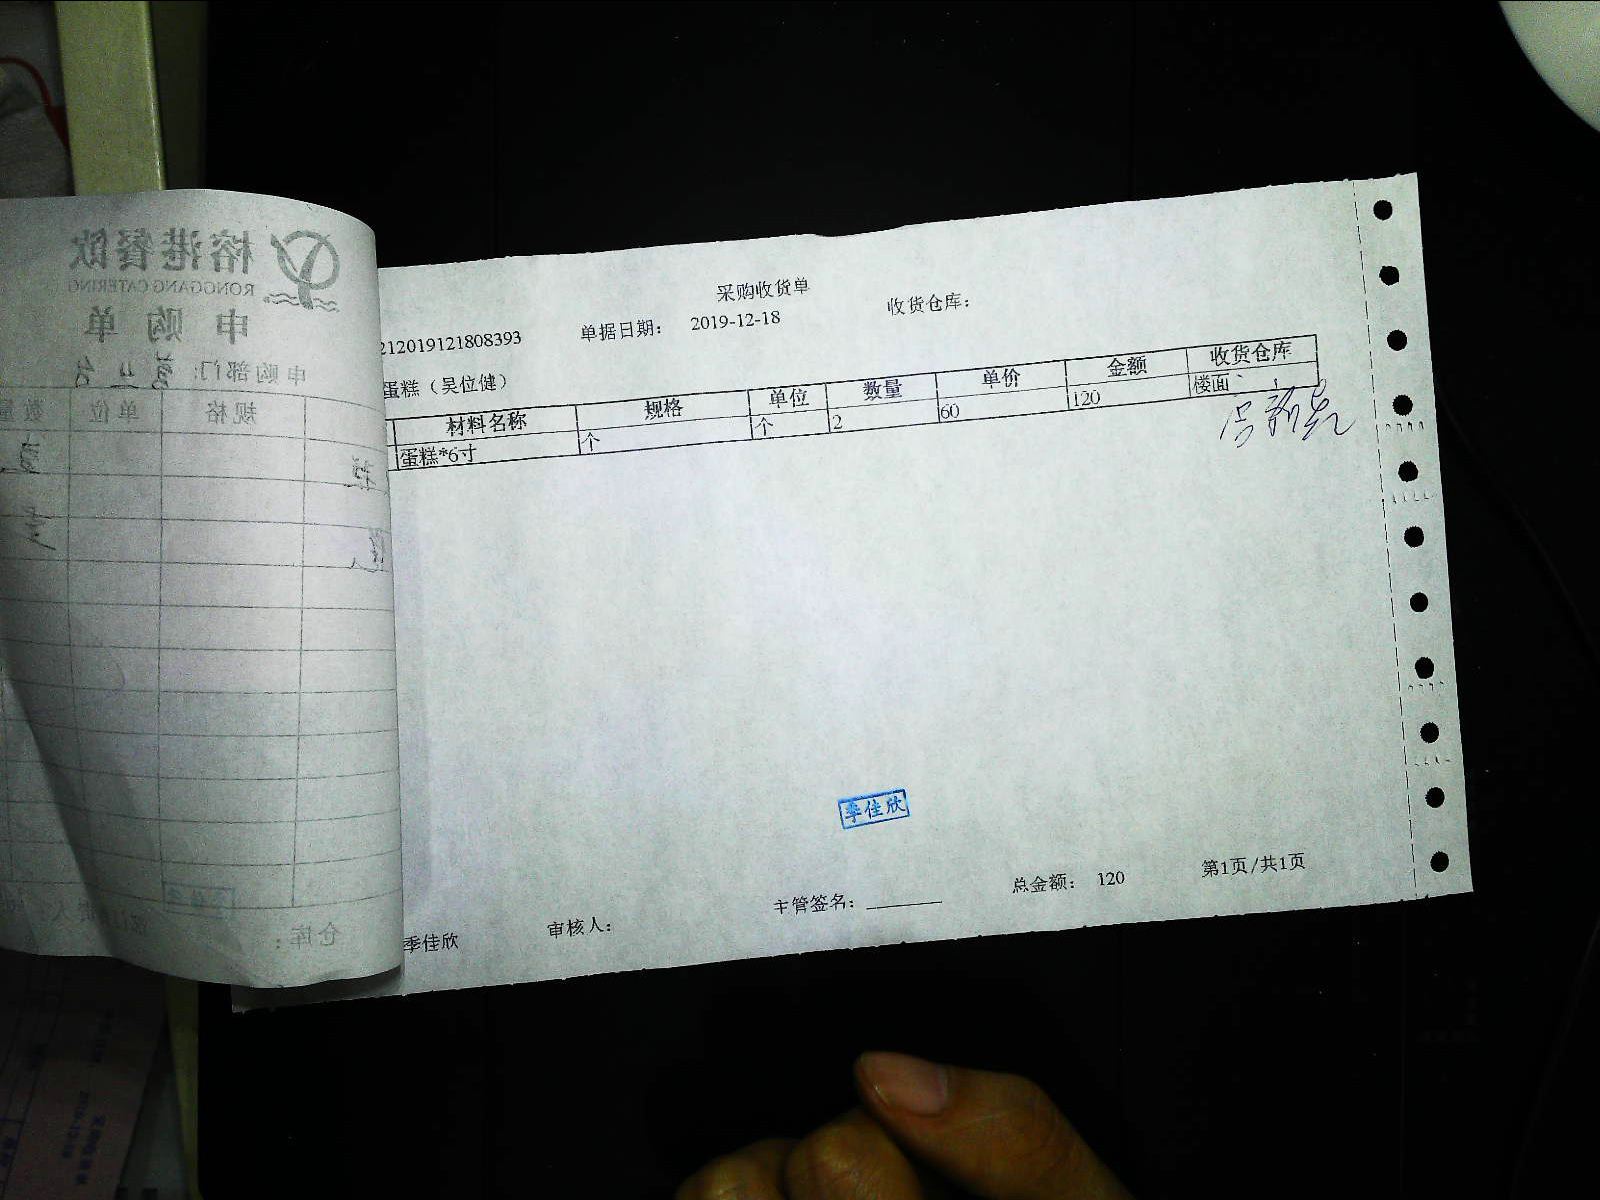 采购收货单
212019121808393 单据日期: 2019-12-18 收货仓库:
蛋糕（吴位健）
材料名称 规格 单位 数量 单价 金额 收货仓库
蛋糕*6寸 个 个 2 60 120 楼面
季佳欣
季佳欣 审核人: 主管签名: 总金额: 120 第1页/共1页
榕港餐饮
RONGGANG CATERING
申购单
申购部门:
规格 单位 数量
仓库: